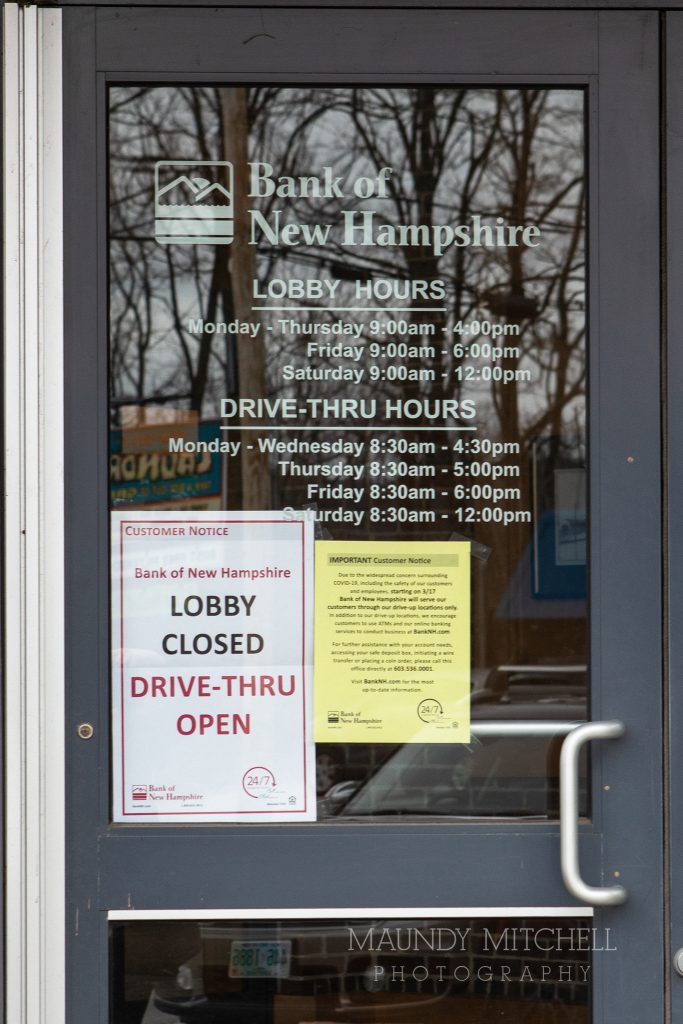 Bank of
New Hampshire
LOBBY HOURS
Monday - Thursday 9:00am - 4:00pm
Friday 9:00am - 6:00pm
Saturday 9:00am - 12:00pm
DRIVE-THRU HOURS
Monday - Wednesday 8:30am - 4:30pm
Thursday 8:30am - 5:00pm
Friday 8:30am - 6:00pm
Saturday 8:30am - 12:00pm
CUSTOMER NOTICE
Bank of New Hampshire
LOBBY
CLOSED
DRIVE-THRU
OPEN
Bank of
New Hampshire
24/7
IMPORTANT Customer Notice
Due to the widespread concern surrounding
COVID-19, including the safety of our customers
and employees, starting on 3/17
Bank of New Hampshire will serve our
customers through our drive-up locations only.
In addition to our drive-up locations, we encourage
customers to use ATMs and our online banking
services to conduct business at BankNH.com
For further assistance with your account needs,
accessing your safe deposit box, initiating a wire
transfer or placing a coin order, please call this
office directly at 603.536.0001.
Visit BankNH.com for the most
up-to-date information.
Bank of
New Hampshire
24/7
LAUNDR
MAUNDY MITCHELL
PHOTOGRAPHY